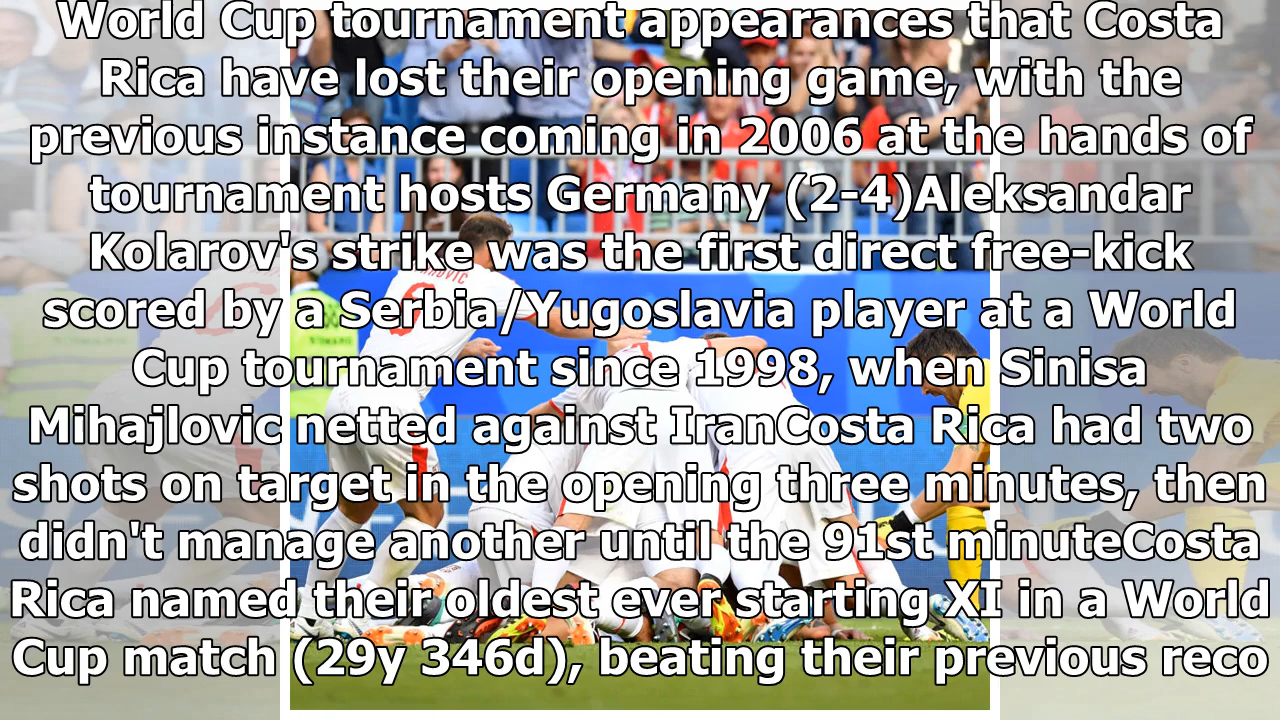 World Cup tournament appearances that Costa
Rica have lost their opening game, with the
previous instance coming in 2006 at the hands of
tournament hosts Germany (2-4)Aleksandar
Kolarov's strike was the first direct free-kick
scored by a Serbia/Yugoslavia player at a World
Cup tournament since 1998, when Sinisa
Mihajlovic netted against IranCosta Rica had two
shots on target in the opening three minutes, then
didn't manage another until the 91st minuteCosta
Rica named their oldest ever starting XI in a World
Cup match (29y 346d), beating their previous reco